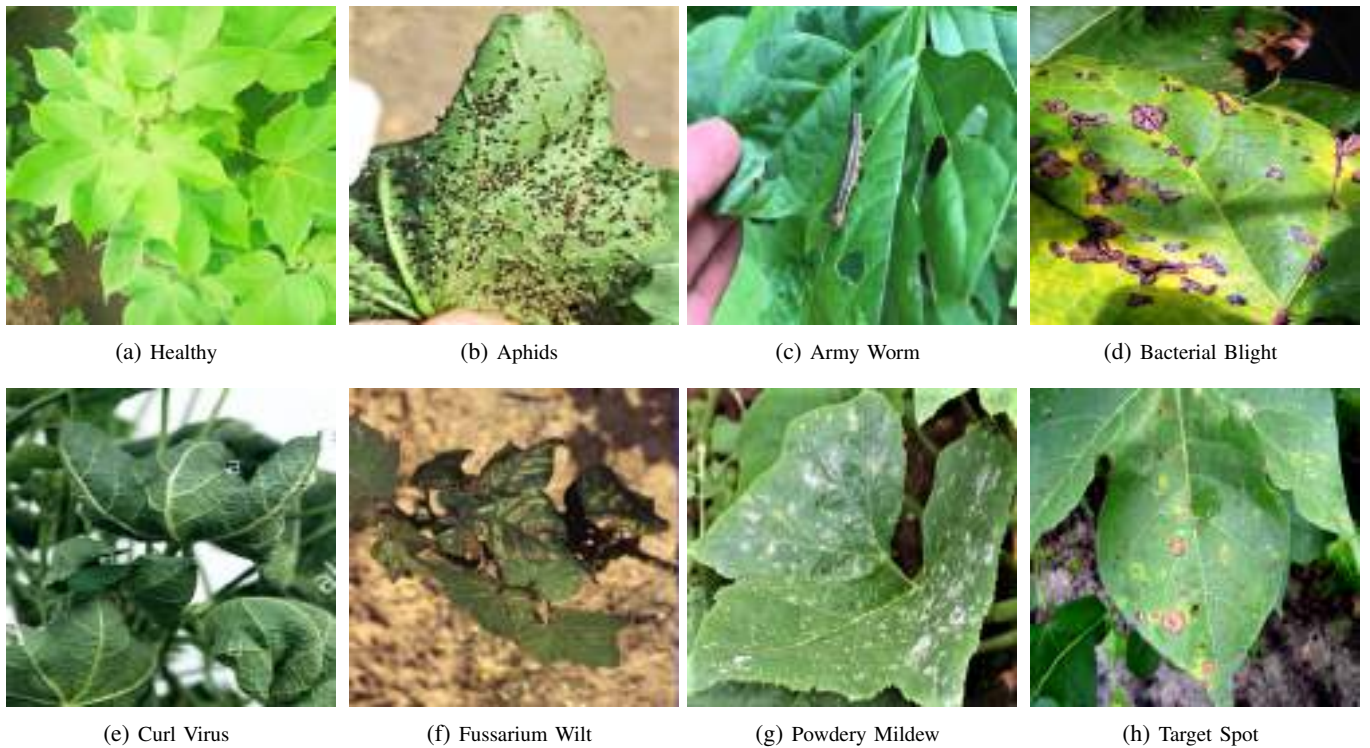 (a) Healthy
(b) Aphids
(c) Army Worm
(d) Bacterial Blight
(e) Curl Virus
(f) Fussarium Wilt
(g) Powdery Mildew
(h) Target Spot